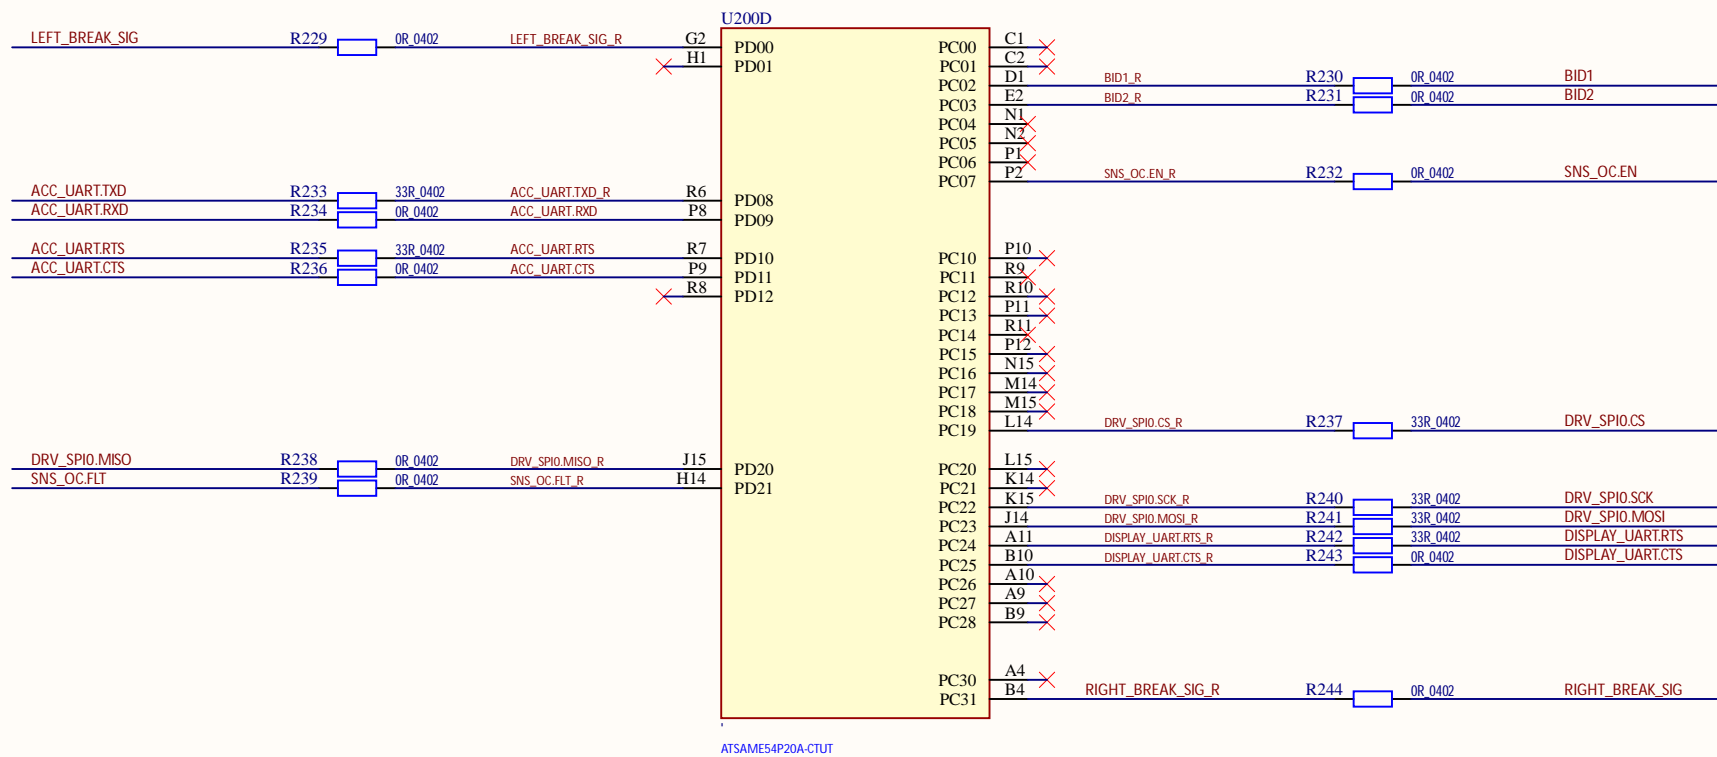 U200D
LEFT_BREAK_SIG R229 0R_0402 LEFT_BREAK_SIG_R G2 PD00 PC00 C1
H1 PD01 PC01 C2
PC02 D1 BID1_R R230 0R_0402 BID1
PC03 E2 BID2_R R231 0R_0402 BID2
PC04 N1
PC05 N2
PC06 P1
PC07 P2 SNS_OC.EN_R R232 0R_0402 SNS_OC.EN
ACC_UART.TXD R233 33R_0402 ACC_UART.TXD_R R6 PD08
ACC_UART.RXD R234 0R_0402 ACC_UART.RXD P8 PD09
ACC_UART.RTS R235 33R_0402 ACC_UART.RTS R7 PD10 PC10 P10
ACC_UART.CTS R236 0R_0402 ACC_UART.CTS P9 PD11 PC11 R9
R8 PD12 PC12 R10
PC13 P11
PC14 R11
PC15 P12
PC16 N15
PC17 M14
PC18 M15
PC19 L14 DRV_SPI0.CS_R R237 33R_0402 DRV_SPI0.CS
DRV_SPI0.MISO R238 0R_0402 DRV_SPI0.MISO_R J15 PD20 PC20 L15
SNS_OC.FLT R239 0R_0402 SNS_OC.FLT_R H14 PD21 PC21 K14
PC22 K15 DRV_SPI0.SCK_R R240 33R_0402 DRV_SPI0.SCK
PC23 J14 DRV_SPI0.MOSI_R R241 33R_0402 DRV_SPI0.MOSI
PC24 A11 DISPLAY_UART.RTS_R R242 33R_0402 DISPLAY_UART.RTS
PC25 B10 DISPLAY_UART.CTS_R R243 0R_0402 DISPLAY_UART.CTS
PC26 A10
PC27 A9
PC28 B9
PC30 A4
PC31 B4 RIGHT_BREAK_SIG_R R244 0R_0402 RIGHT_BREAK_SIG
ATSAME54P20A-CTUT